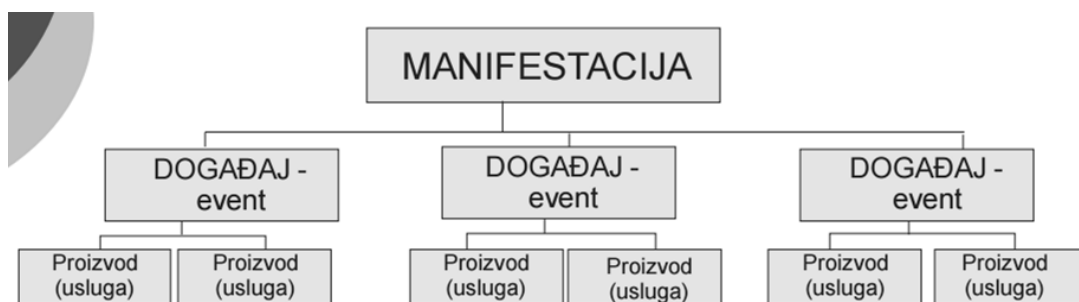 MANIFESTACIJA
DOGAĐAJ -
event
DOGAĐAJ -
event
DOGAĐAJ -
event
Proizvod
(usluga)
Proizvod
(usluga)
Proizvod
(usluga)
Proizvod
(usluga)
Proizvod
(usluga)
Proizvod
(usluga)